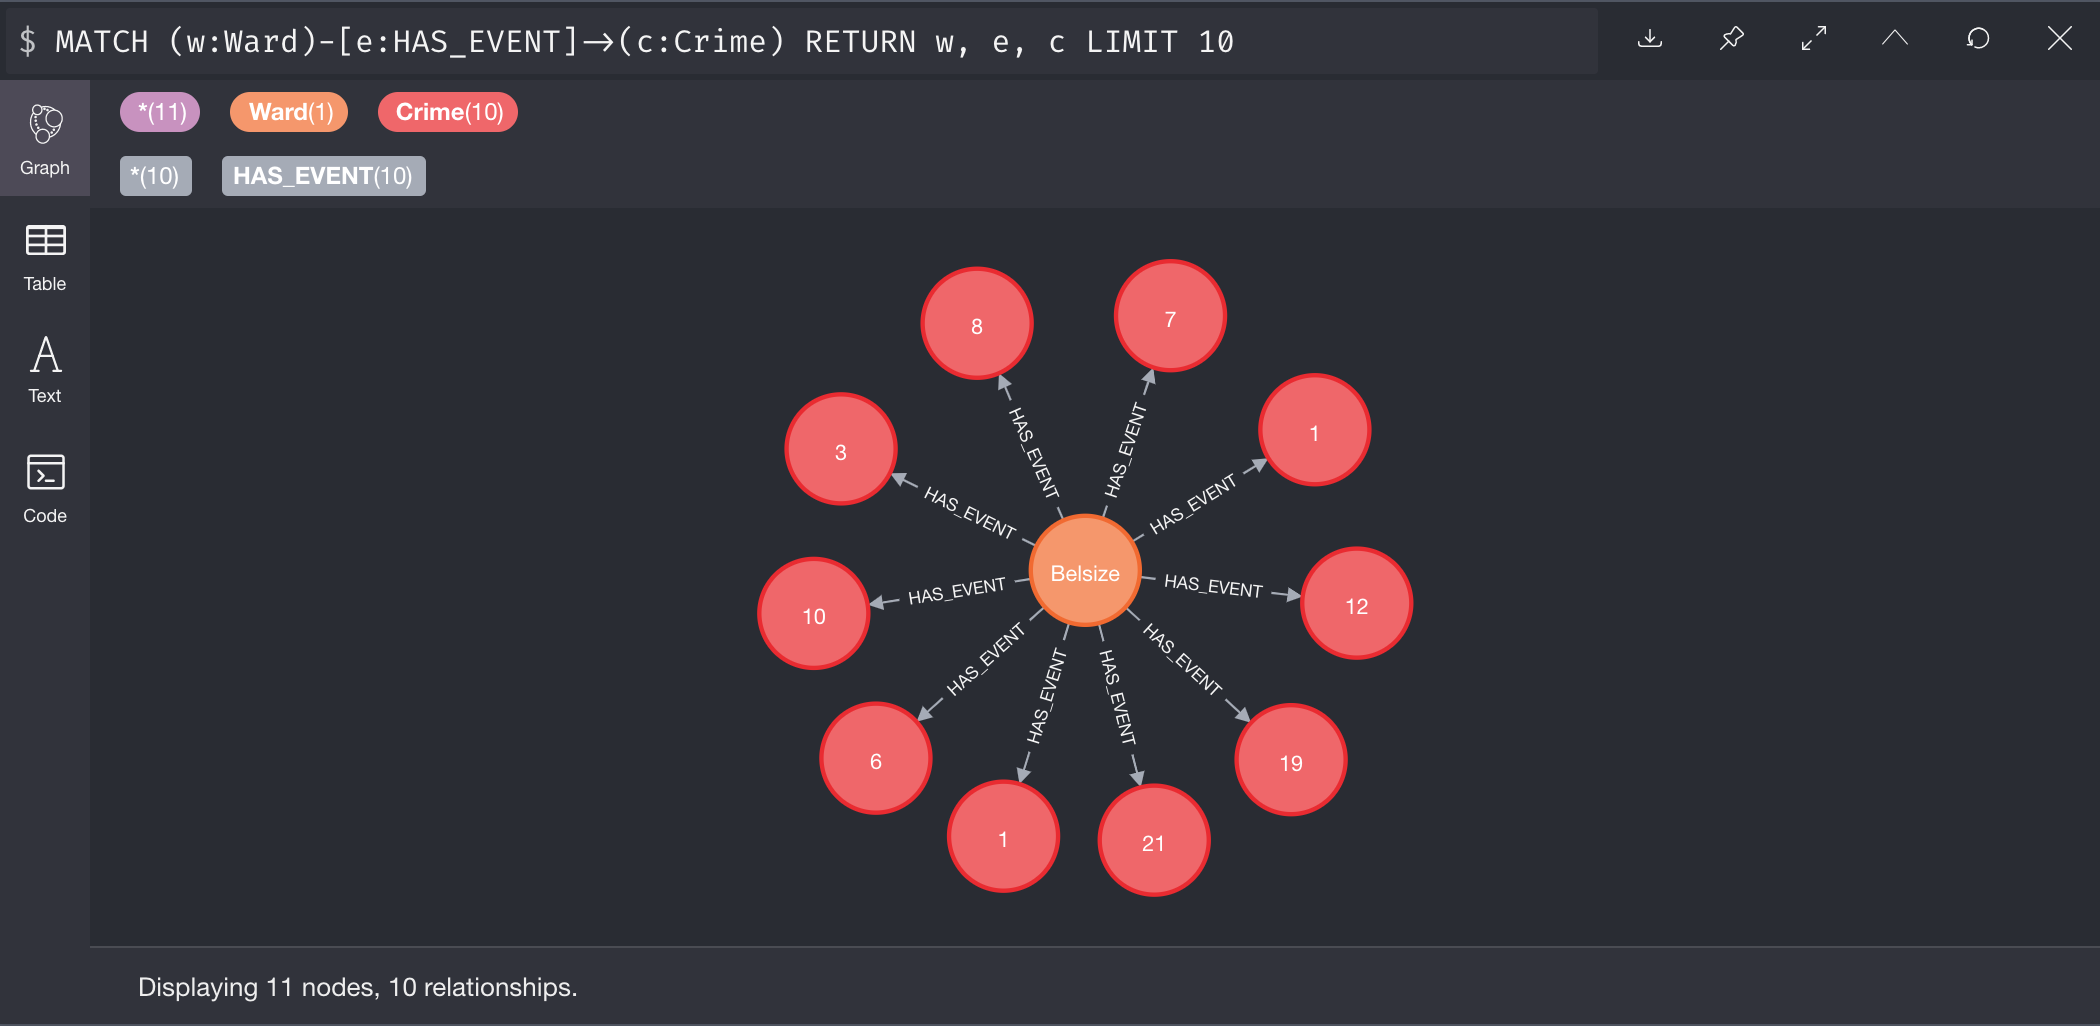 $ MATCH (w:Ward)-[e:HAS_EVENT]→(c:Crime) RETURN w, e, c LIMIT 10
*(11) Ward(1) Crime(10)
*(10) HAS_EVENT(10)
Graph
Table
Text
Code
8
7
3
1
HAS_EVENT
HAS_EVENT
HAS_EVENT
HAS_EVENT
Belsize
10
HAS_EVENT
HAS_EVENT
12
HAS_EVENT
HAS_EVENT
HAS_EVENT
HAS_EVENT
6
19
1
21
Displaying 11 nodes, 10 relationships.